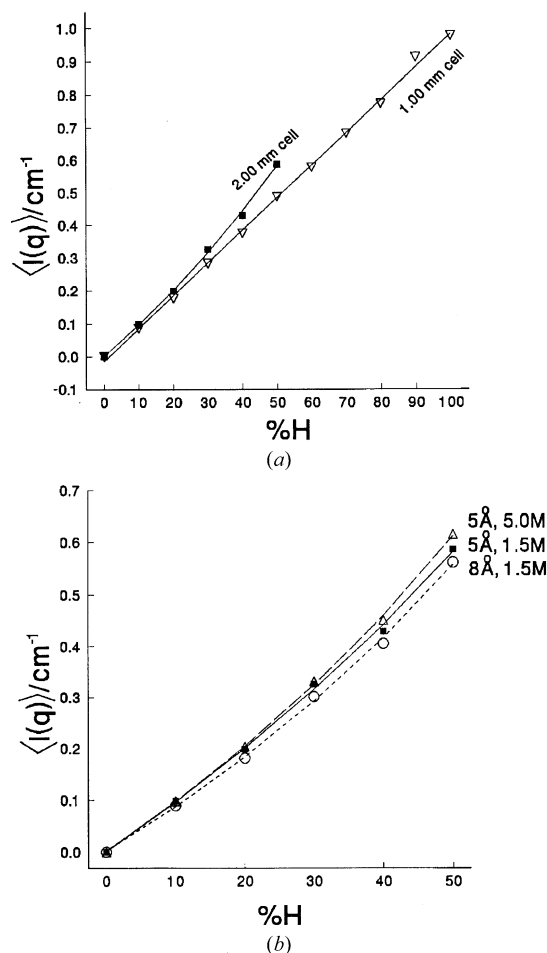 1.0
0.9
0.8
0.7
0.6
0.5
0.4
0.3
0.2
0.1
0.0
-0.1
⟨I(q)⟩/cm⁻¹
2.00 mm cell
1.00 mm cell
0 10 20 30 40 50 60 70 80 90 100
%H
(a)
0.7
0.6
0.5
0.4
0.3
0.2
0.1
0.0
⟨I(q)⟩/cm⁻¹
5Å, 5.0M
5Å, 1.5M
8Å, 1.5M
0 10 20 30 40 50
%H
(b)